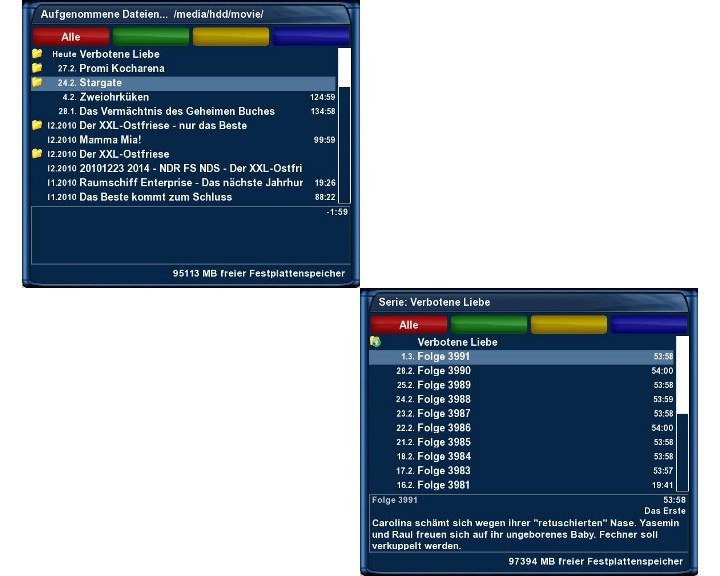 Aufgenommene Dateien... /media/hdd/movie/
Alle
Heute Verbotene Liebe
27.2. Promi Kocharena
24.2. Stargate
4.2. Zweiohrküken 124:59
28.1. Das Vermächtnis des Geheimen Buches 134:58
12.2010 Der XXL-Ostfriese - nur das Beste
12.2010 Mamma Mia! 99:59
12.2010 Der XXL-Ostfriese
12.2010 20101223 2014 - NDR FS NDS - Der XXL-Ostfri
11.2010 Raumschiff Enterprise - Das nächste Jahrhur 19:26
11.2010 Das Beste kommt zum Schluss 88:22
-1:59
95113 MB freier Festplattenspeicher
Serie: Verbotene Liebe
Alle
Verbotene Liebe
1.3. Folge 3991 53:58
28.2. Folge 3990 54:00
25.2. Folge 3989 53:58
24.2. Folge 3988 53:59
23.2. Folge 3987 53:58
22.2. Folge 3986 54:00
21.2. Folge 3985 53:58
18.2. Folge 3984 53:58
17.2. Folge 3983 53:57
16.2. Folge 3981 19:41
Folge 3991 53:58
Das Erste
Carolina schämt sich wegen ihrer "retuschierten" Nase. Yasemin
und Raul freuen sich auf ihr ungeborenes Baby. Fechner soll
verkuppelt werden.
97394 MB freier Festplattenspeicher